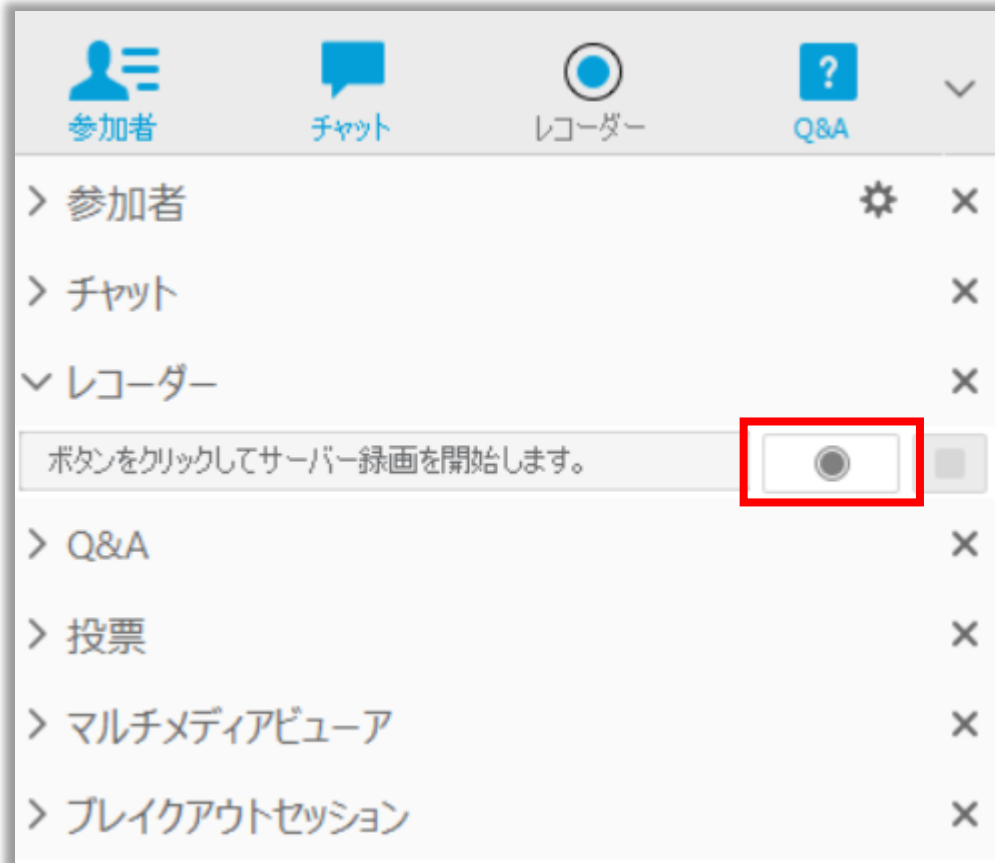 参加者 チャット レコーダー Q&A
参加者
チャット
レコーダー
ボタンをクリックしてサーバー録画を開始します。
Q&A
投票
マルチメディアビューア
ブレイクアウトセッション